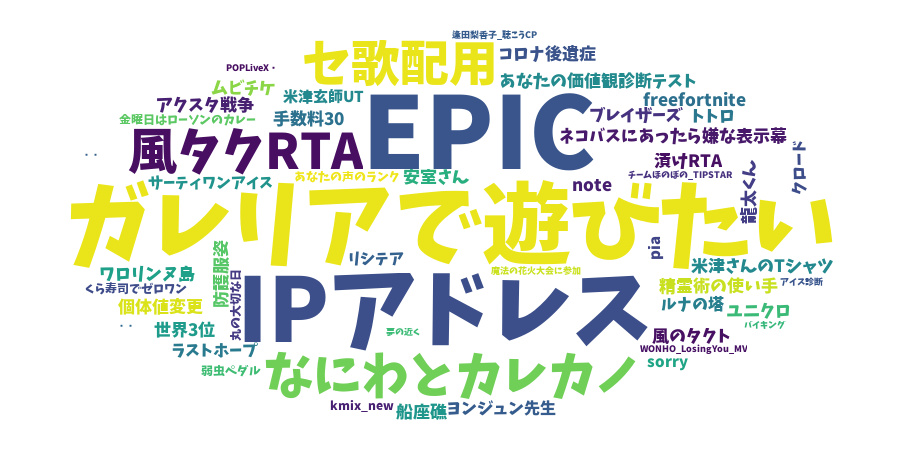 逢田梨香子_聴こうCP
セ歌配用
コロナ後遺症
POPLiveX・
ムビチケ
あなたの価値観診断テスト
米津玄師UT
EPIC
freefortnite
アクスタ戦争
金曜日はローソンのカレー
手数料30
ブレイザーズ
トトロ
風タクRTA
ネコバスにあったら嫌な表示幕
漬けRTA
クロード
サーティワンアイス
あなたの声のランク
安室さん
note
チームほのぼの_TIPSTAR
龍太くん
ガレリアで遊びたい
pia
防護服姿
リシテア
ワロリンヌ島
魔法の花火大会に参加
米津さんのTシャツ
くら寿司でゼロワン
丸の大切な日
IPアドレス
精霊術の使い手
アイス診断
個体値変更
ルナの塔
ユニクロ
世界3位
夢の近く
バイキング
風のタクト
ラストホープ
WONHO_LosingYou_MV
弱虫ペダル
なにわとカレカノ
sorry
kmix_new
船座礁
ヨンジュン先生